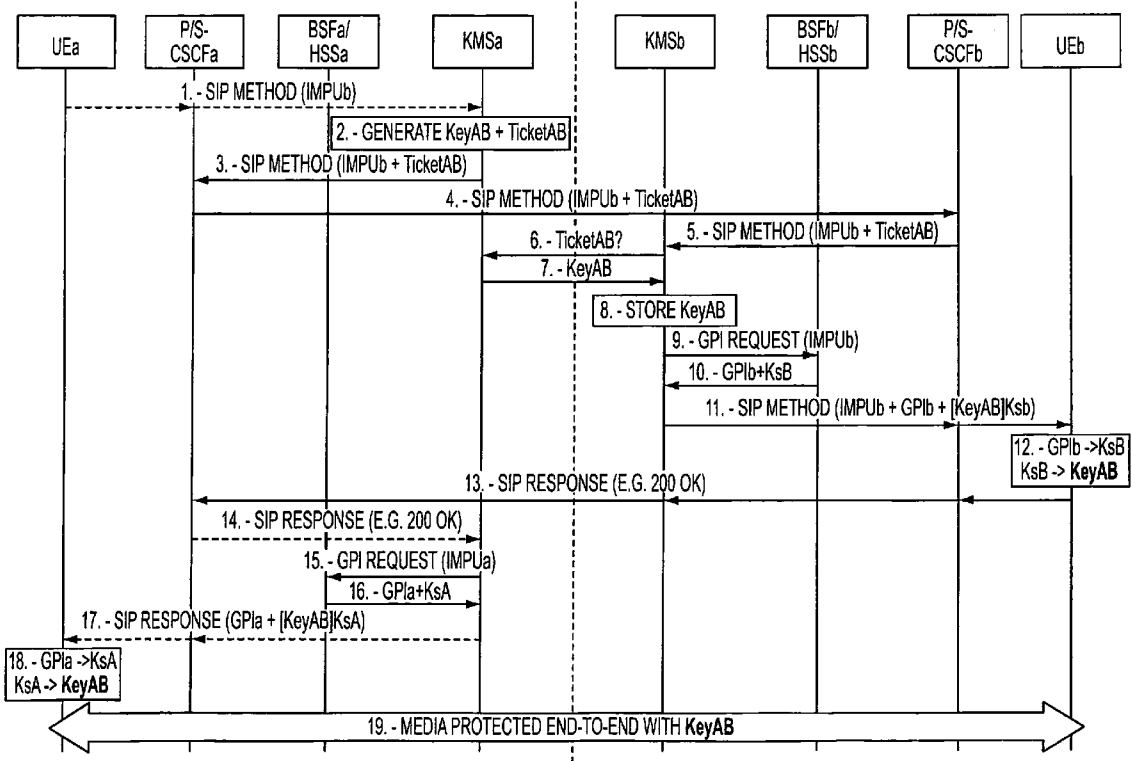 UEa
P/S-
CSCFa
BSFa/
HSSa
KMSa
KMSb
BSFb/
HSSb
P/S-
CSCFb
UEb
1. - SIP METHOD (IMPUb)
2. - GENERATE KeyAB + TicketAB
3. - SIP METHOD (IMPUb + TicketAB)
4. - SIP METHOD (IMPUb + TicketAB)
5. - SIP METHOD (IMPUb + TicketAB)
6. - TicketAB?
7. - KeyAB
8. - STORE KeyAB
9. - GPI REQUEST (IMPUb)
10. - GPIb+KsB
11. - SIP METHOD (IMPUb + GPIb + [KeyAB]Ksb)
12. - GPIb ->KsB
KsB -> KeyAB
13. - SIP RESPONSE (E.G. 200 OK)
14. - SIP RESPONSE (E.G. 200 OK)
15. - GPI REQUEST (IMPUa)
16. - GPIa+KsA
17. - SIP RESPONSE (GPIa + [KeyAB]KsA)
18. - GPIa ->KsA
KsA -> KeyAB
19. - MEDIA PROTECTED END-TO-END WITH KeyAB